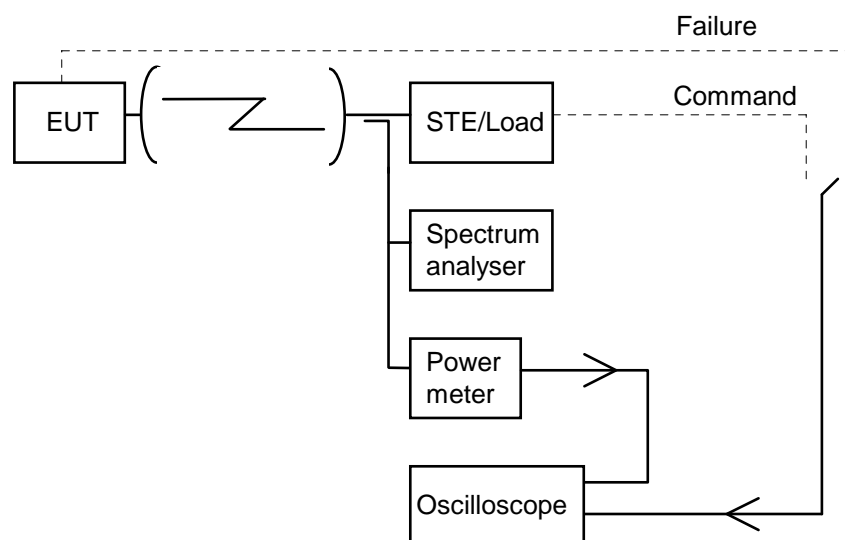 Failure
Command
EUT
STE/Load
Spectrum
analyser
Power
meter
Oscilloscope